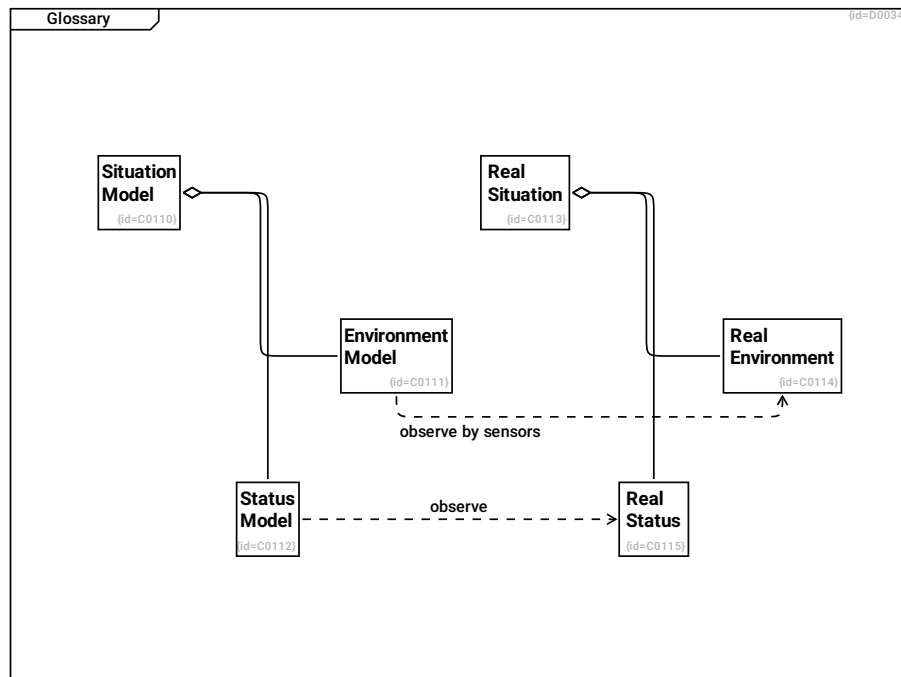 Glossary
{id=D0034
Situation
Model
{id=C0110}
Real
Situation
{id=C0113}
Environment
Model
{id=C0111}
Real
Environment
{id=C0114}
observe by sensors
Status
Model
{id=C0112}
observe
Real
Status
{id=C0115}